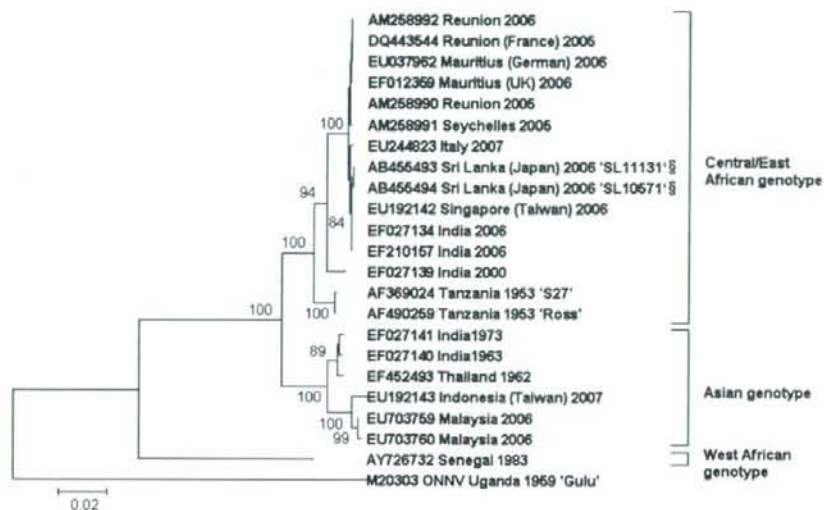 AM258992 Reunion 2006
DQ443544 Reunion (France) 2005
EU037962 Mauritius (German) 2006
EF012359 Mauritius (UK) 2006
AM258990 Reunion 2005
100
AM258991 Seychelles 2005
EU244823 Italy 2007
Central/East
African genotype
AB455493 Sri Lanka (Japan) 2006 'SL11131' §
94
AB455494 Sri Lanka (Japan) 2006 'SL10571' §
EU192142 Singapore (Taiwan) 2006
84
EF027134 India 2006
100
EF210157 India 2006
EF027139 India 2000
AF369024 Tanzania 1953 'S27'
100
100
AF490259 Tanzania 1953 'Ross'
EF027141 India1973
89
EF027140 India1963
EF452493 Thailand 1962
100
EU192143 Indonesia (Taiwan) 2007
Asian genotype
100
EU703759 Malaysia 2006
99
EU703760 Malaysia 2006
AY726732 Senegal 1983
West African
genotype
M20303 ONNV Uganda 1959 'Gulu'
0.02